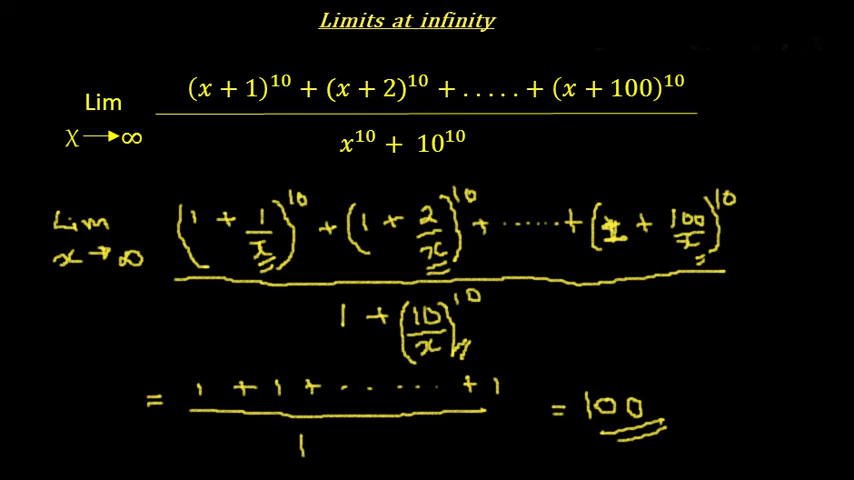 Limits at infinity
Lim x→∞ ((x + 1)^10 + (x + 2)^10 + ..... + (x + 100)^10) / (x^10 + 10^10)
Lim x→∞ ((1 + 1/x)^10 + (1 + 2/x)^10 + ...... + (1 + 100/x)^10) / (1 + (10/x)^10)
= (1 + 1 + ...... + 1) / 1 = 100